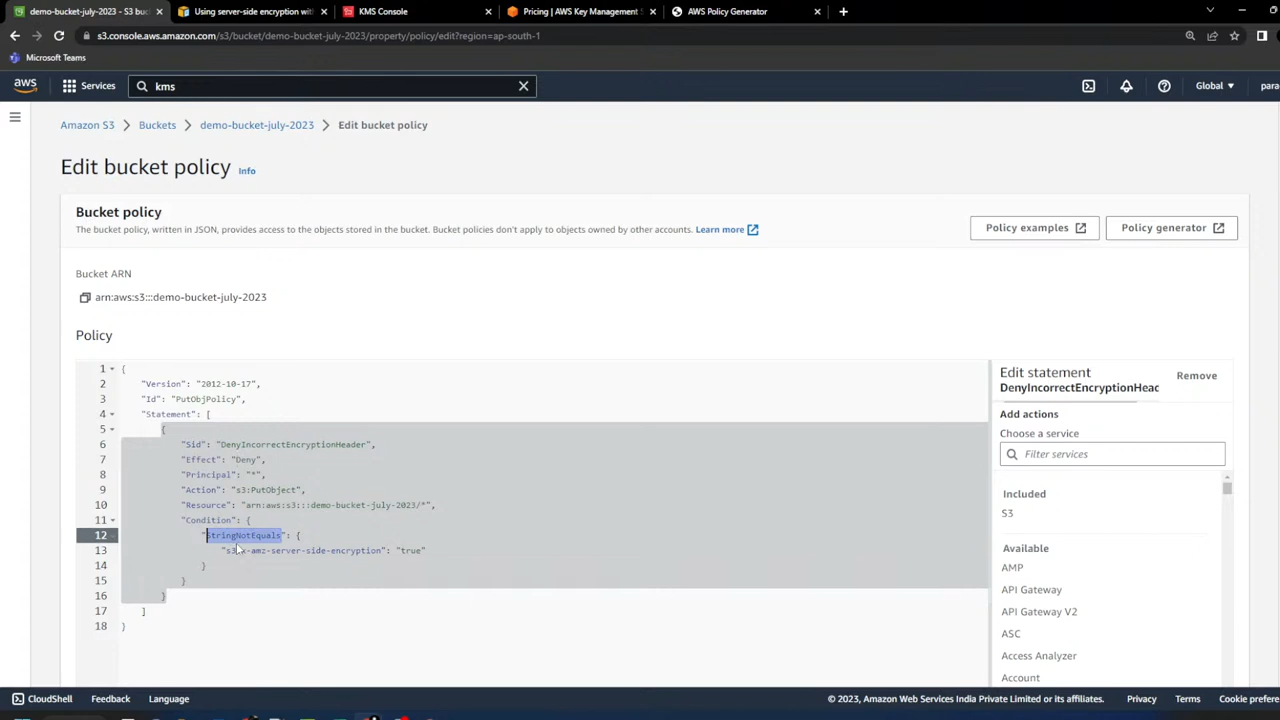 demo-bucket-july-2023 - S3 buc
Using server-side encryption with
KMS Console
Pricing | AWS Key Management S
AWS Policy Generator
s3.console.aws.amazon.com/s3/bucket/demo-bucket-july-2023/property/policy/edit?region=ap-south-1
Microsoft Teams
aws
Services
kms
Global
para
Amazon S3
Buckets
demo-bucket-july-2023
Edit bucket policy
Edit bucket policy
Info
Bucket policy
The bucket policy, written in JSON, provides access to the objects stored in the bucket. Bucket policies don't apply to objects owned by other accounts. Learn more
Policy examples
Policy generator
Bucket ARN
arn:aws:s3:::demo-bucket-july-2023
Policy
1 {
2 "Version": "2012-10-17",
3 "Id": "PutObjPolicy",
4 "Statement": [
5 {
6 "Sid": "DenyIncorrectEncryptionHeader",
7 "Effect": "Deny",
8 "Principal": "*",
9 "Action": "s3:PutObject",
10 "Resource": "arn:aws:s3:::demo-bucket-july-2023/*",
11 "Condition": {
12 "StringNotEquals": {
13 "s3:x-amz-server-side-encryption": "true"
14 }
15 }
16 }
17 ]
18 }
Edit statement
DenyIncorrectEncryptionHeac
Remove
Add actions
Choose a service
Filter services
Included
S3
Available
AMP
API Gateway
API Gateway V2
ASC
Access Analyzer
Account
CloudShell
Feedback
Language
© 2023, Amazon Web Services India Private Limited or its affiliates.
Privacy
Terms
Cookie prefere